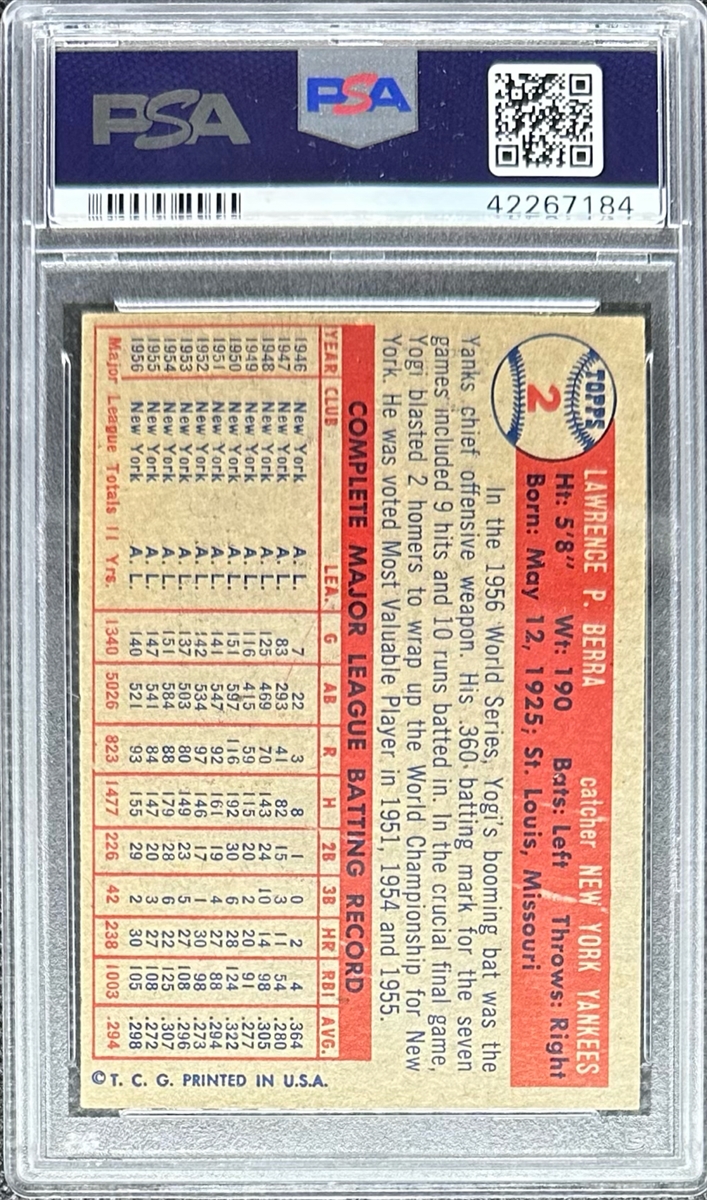 PSA
PSA
42267184
TOPPS
2
LAWRENCE P. BERRA catcher NEW YORK YANKEES
Ht: 5'8" Wt: 190 Bats: Left Throws: Right
Born: May 12, 1925; St. Louis, Missouri
In the 1956 World Series, Yogi's booming bat was the
Yanks chief offensive weapon. His .360 batting mark for the seven
games included 9 hits and 10 runs batted in. In the crucial final game,
Yogi blasted 2 homers to wrap up the World Championship for New
York. He was voted Most Valuable Player in 1951, 1954 and 1955.
COMPLETE MAJOR LEAGUE BATTING RECORD
YEAR CLUB LEA. G AB R H 2B 3B HR RBI AVG.
1946 New York A. L. 7 22 3 8 1 0 2 4 .364
1947 New York A. L. 83 293 41 82 15 3 11 54 .280
1948 New York A. L. 125 469 70 143 24 10 14 98 .305
1949 New York A. L. 116 415 59 115 20 2 20 91 .277
1950 New York A. L. 151 597 116 192 30 6 28 124 .322
1951 New York A. L. 141 547 92 161 19 4 27 88 .294
1952 New York A. L. 142 534 97 146 17 1 30 98 .273
1953 New York A. L. 137 503 80 149 23 5 27 108 .296
1954 New York A. L. 151 584 88 179 28 6 22 125 .307
1955 New York A. L. 147 541 84 147 20 3 27 108 .272
1956 New York A. L. 140 521 93 155 29 2 30 105 .298
Major League Totals 11 Yrs. 1340 5026 823 1477 226 42 238 1003 .294
© T. C. G. PRINTED IN U.S.A.